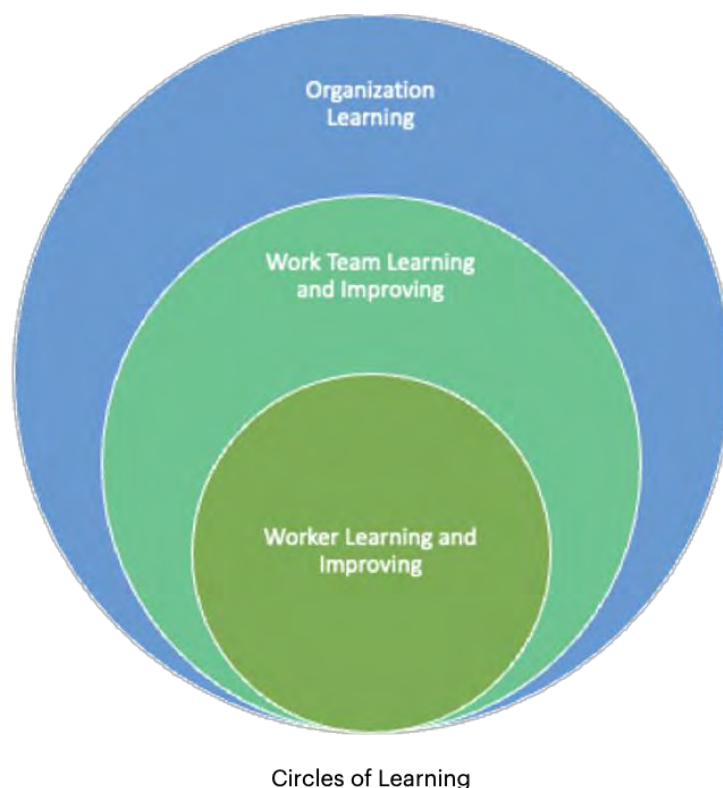 Organization
Learning
Work Team Learning
and Improving
Worker Learning and
Improving
Circles of Learning